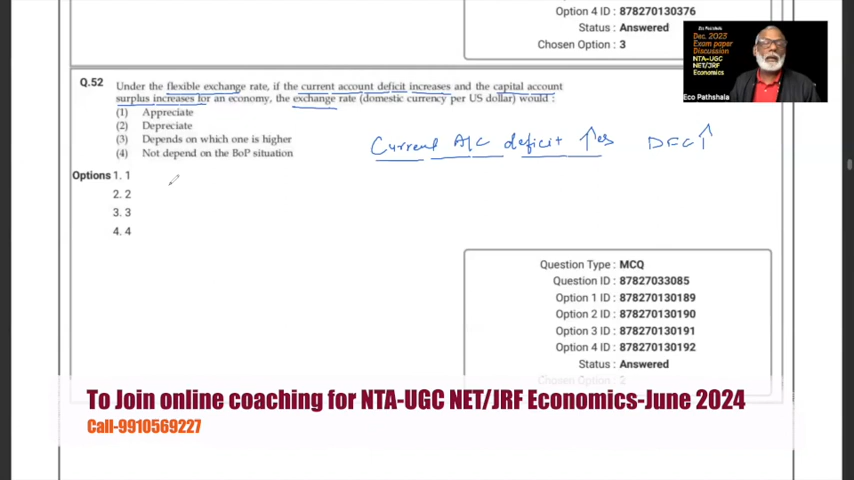 Option 4 ID : 878270130376
Status : Answered
Chosen Option : 3
Eco Pathshala
Dec. 2023
Exam paper
Discussion
NTA-UGC
NET/JRF
Economics
Eco Pathshala
Q.52 Under the flexible exchange rate, if the current account deficit increases and the capital account
surplus increases for an economy, the exchange rate (domestic currency per US dollar) would :
(1) Appreciate
(2) Depreciate
(3) Depends on which one is higher
(4) Not depend on the BoP situation
Current A/C deficit ↑es DFC↑
Options 1. 1
2. 2
3. 3
4. 4
Question Type : MCQ
Question ID : 87827033085
Option 1 ID : 878270130189
Option 2 ID : 878270130190
Option 3 ID : 878270130191
Option 4 ID : 878270130192
Status : Answered
Chosen Option : 2
To Join online coaching for NTA-UGC NET/JRF Economics-June 2024
Call-9910569227